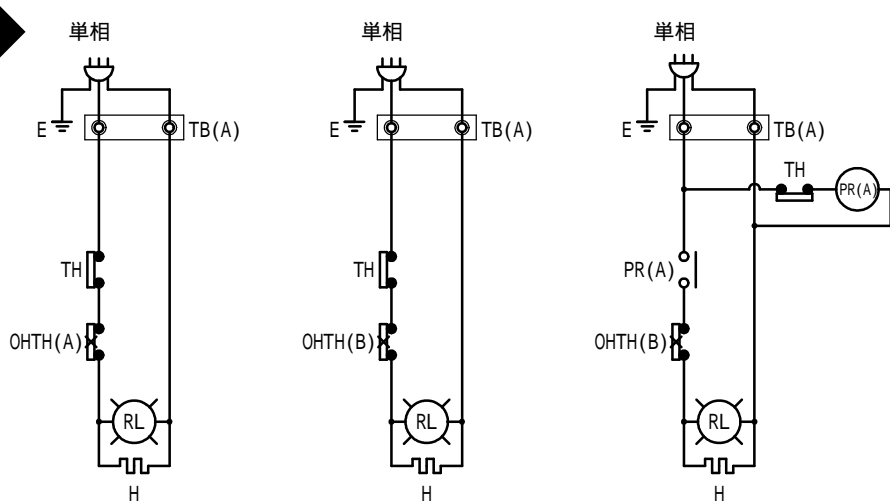 単相
E
TB(A)
TH
OHTH(A)
RL
H
単相
E
TB(A)
TH
OHTH(B)
RL
H
単相
E
TB(A)
TH
PR(A)
PR(A)
OHTH(B)
RL
H